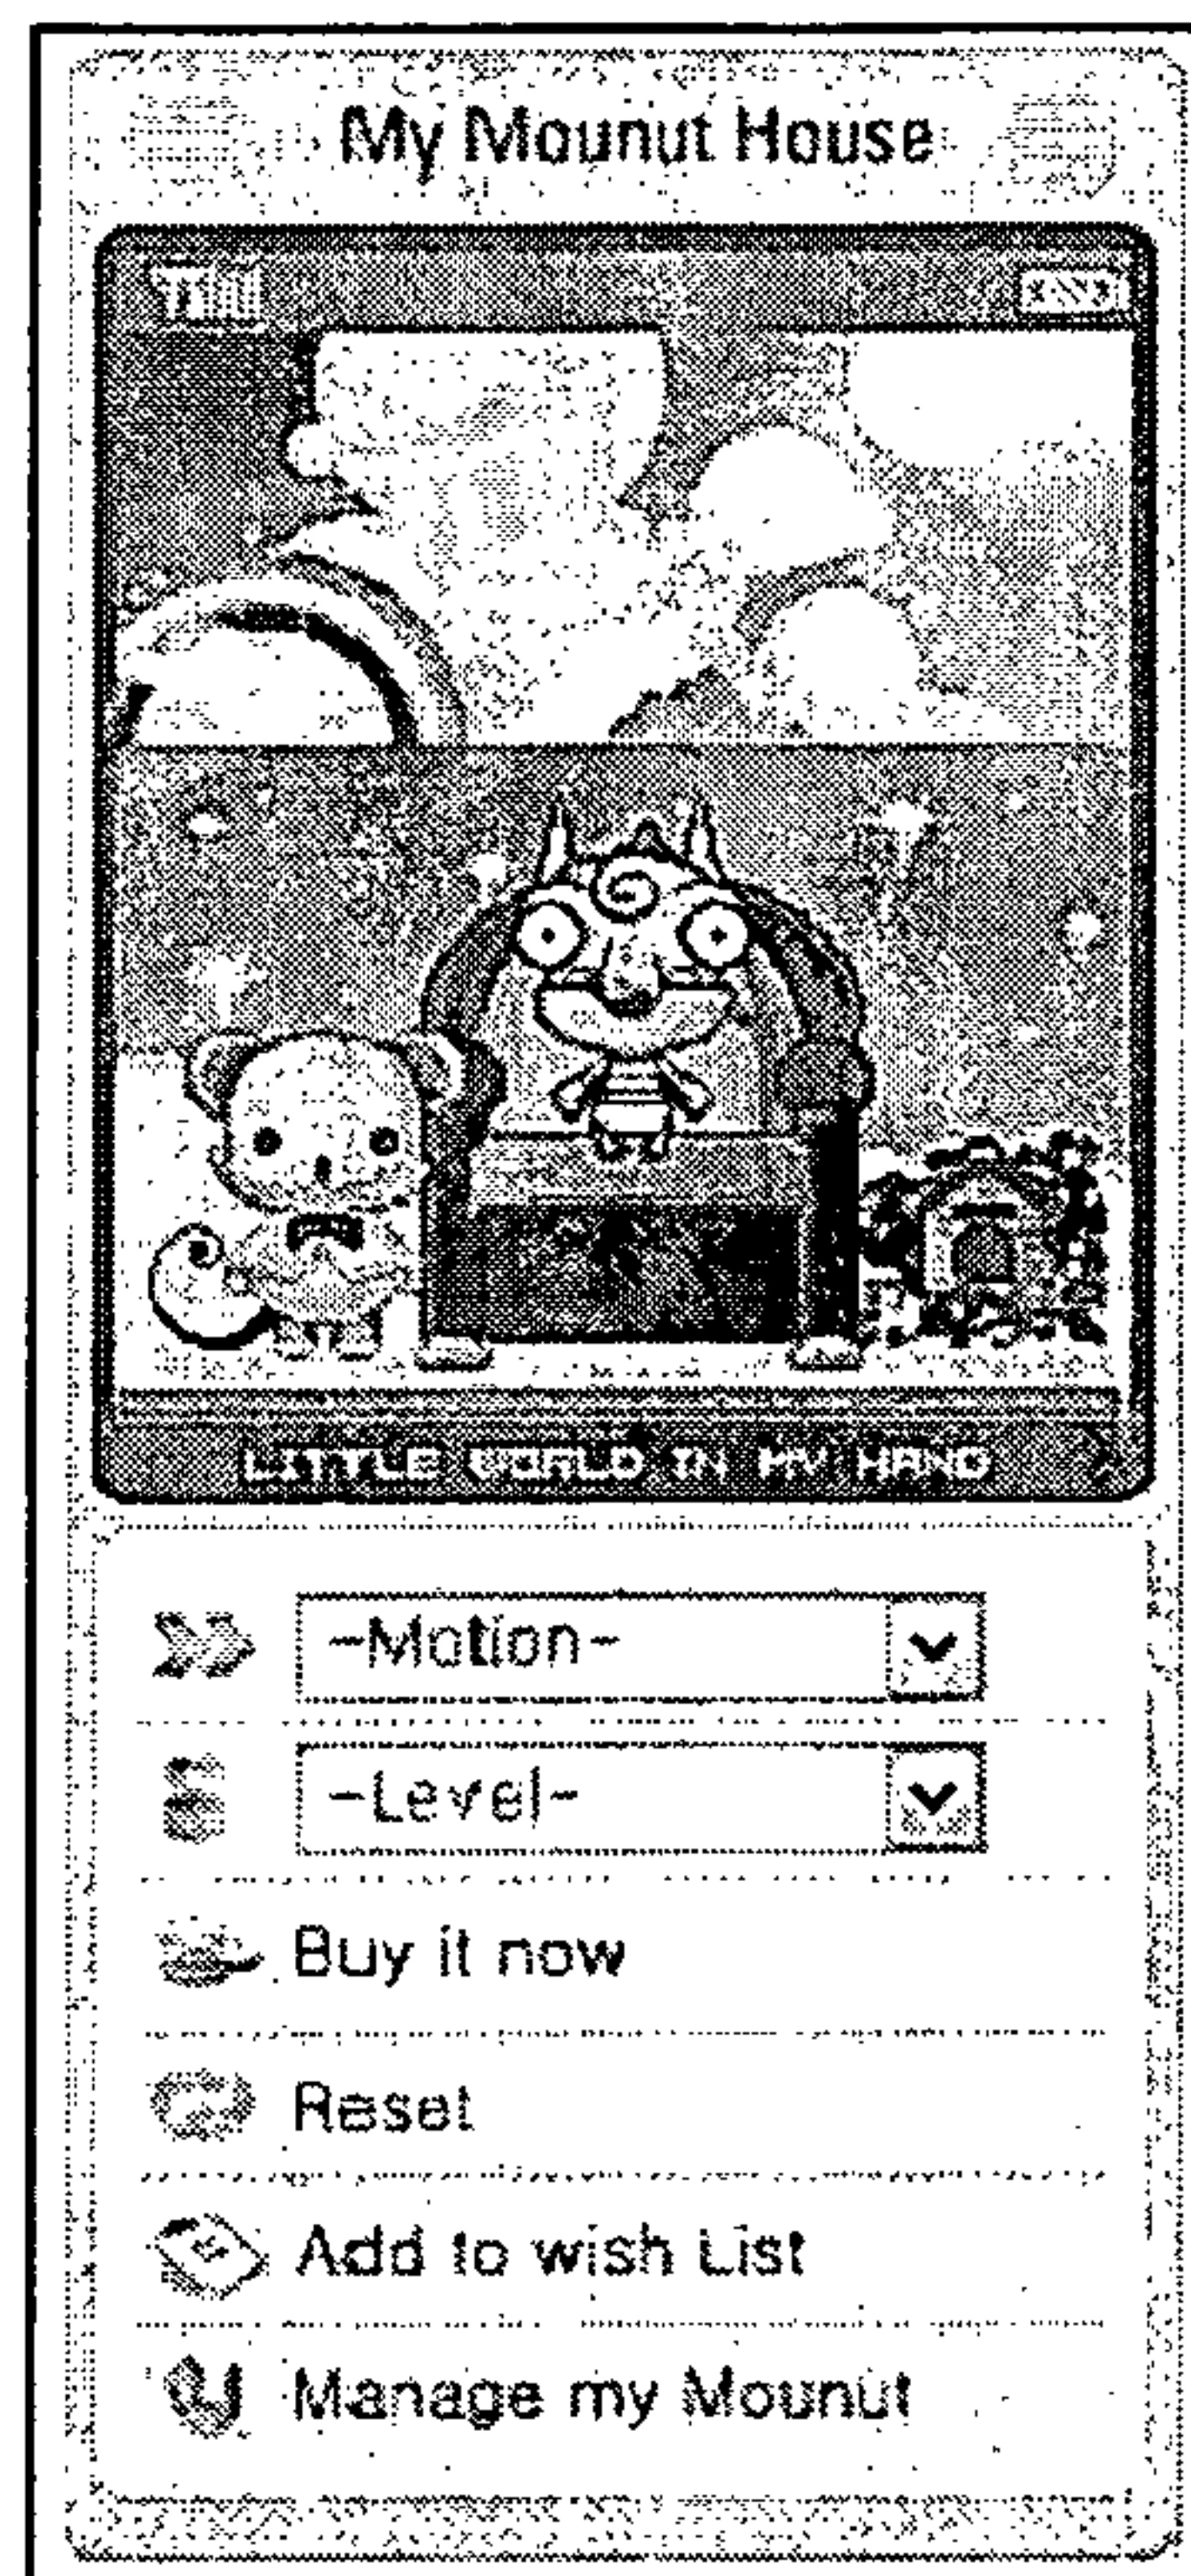 My Mounut House
LITTLE WORLD IN MY HAND
-Motion-
-Level-
Buy it now
Reset
Add to wish List
Manage my Mounut